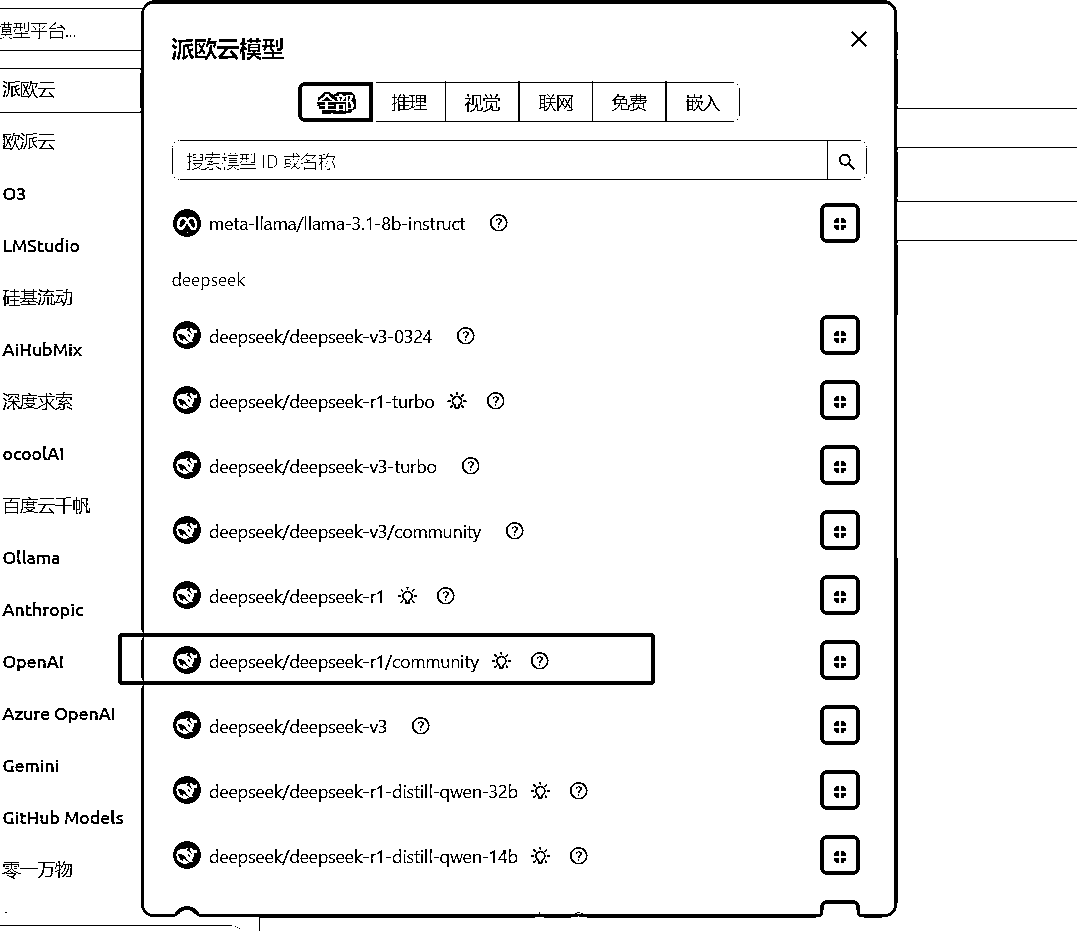 模型平台...
派欧云
欧派云
O3
LMStudio
硅基流动
AiHubMix
深度求索
ocoolAI
百度云千帆
Ollama
Anthropic
OpenAI
Azure OpenAI
Gemini
GitHub Models
零一万物
派欧云模型
全部 推理 视觉 联网 免费 嵌入
搜索模型 ID 或名称
meta-llama/llama-3.1-8b-instruct
deepseek
deepseek/deepseek-v3-0324
deepseek/deepseek-r1-turbo
deepseek/deepseek-v3-turbo
deepseek/deepseek-v3/community
deepseek/deepseek-r1
deepseek/deepseek-r1/community
deepseek/deepseek-v3
deepseek/deepseek-r1-distill-qwen-32b
deepseek/deepseek-r1-distill-qwen-14b